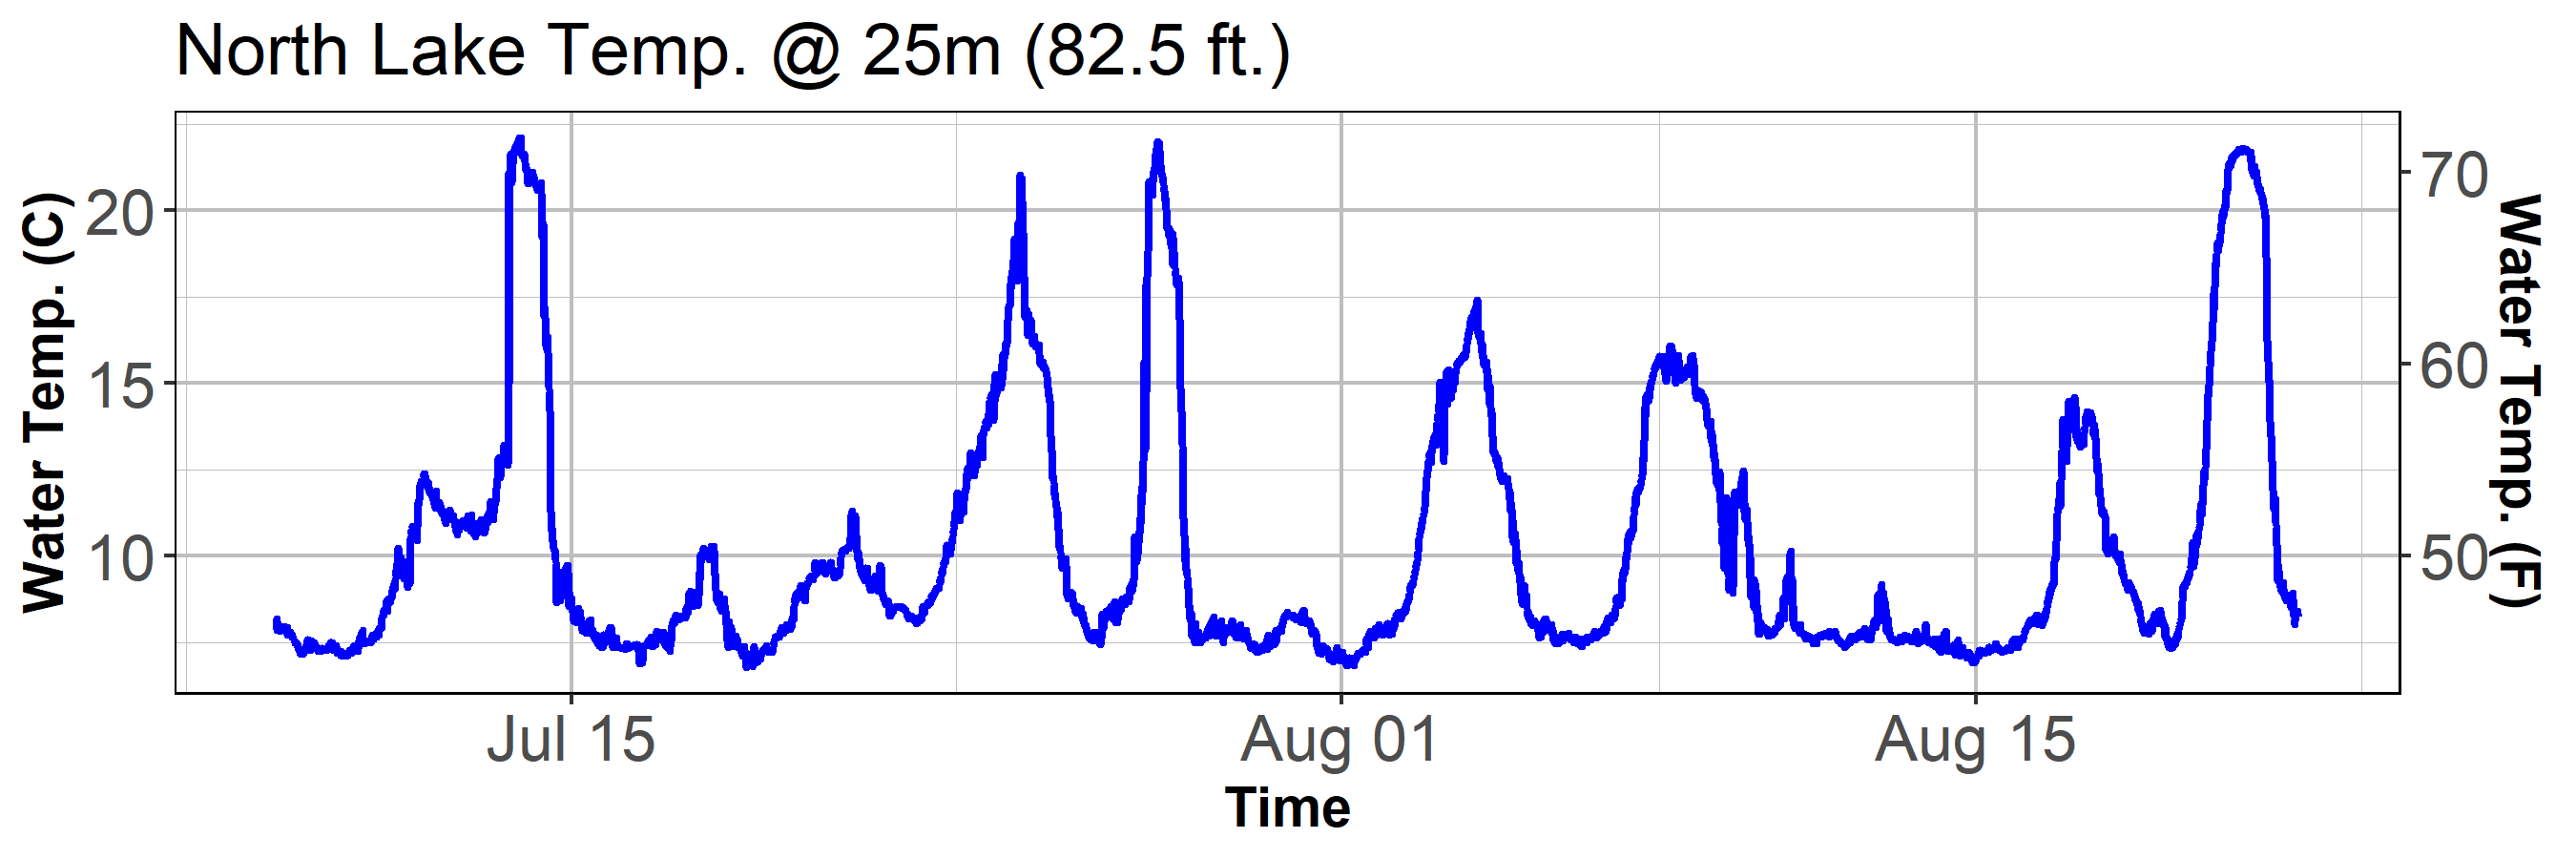 North Lake Temp. @ 25m (82.5 ft.)
Water Temp. (C)
20
15
10
70
60
50
Water Temp. (F)
Jul 15
Aug 01
Aug 15
Time